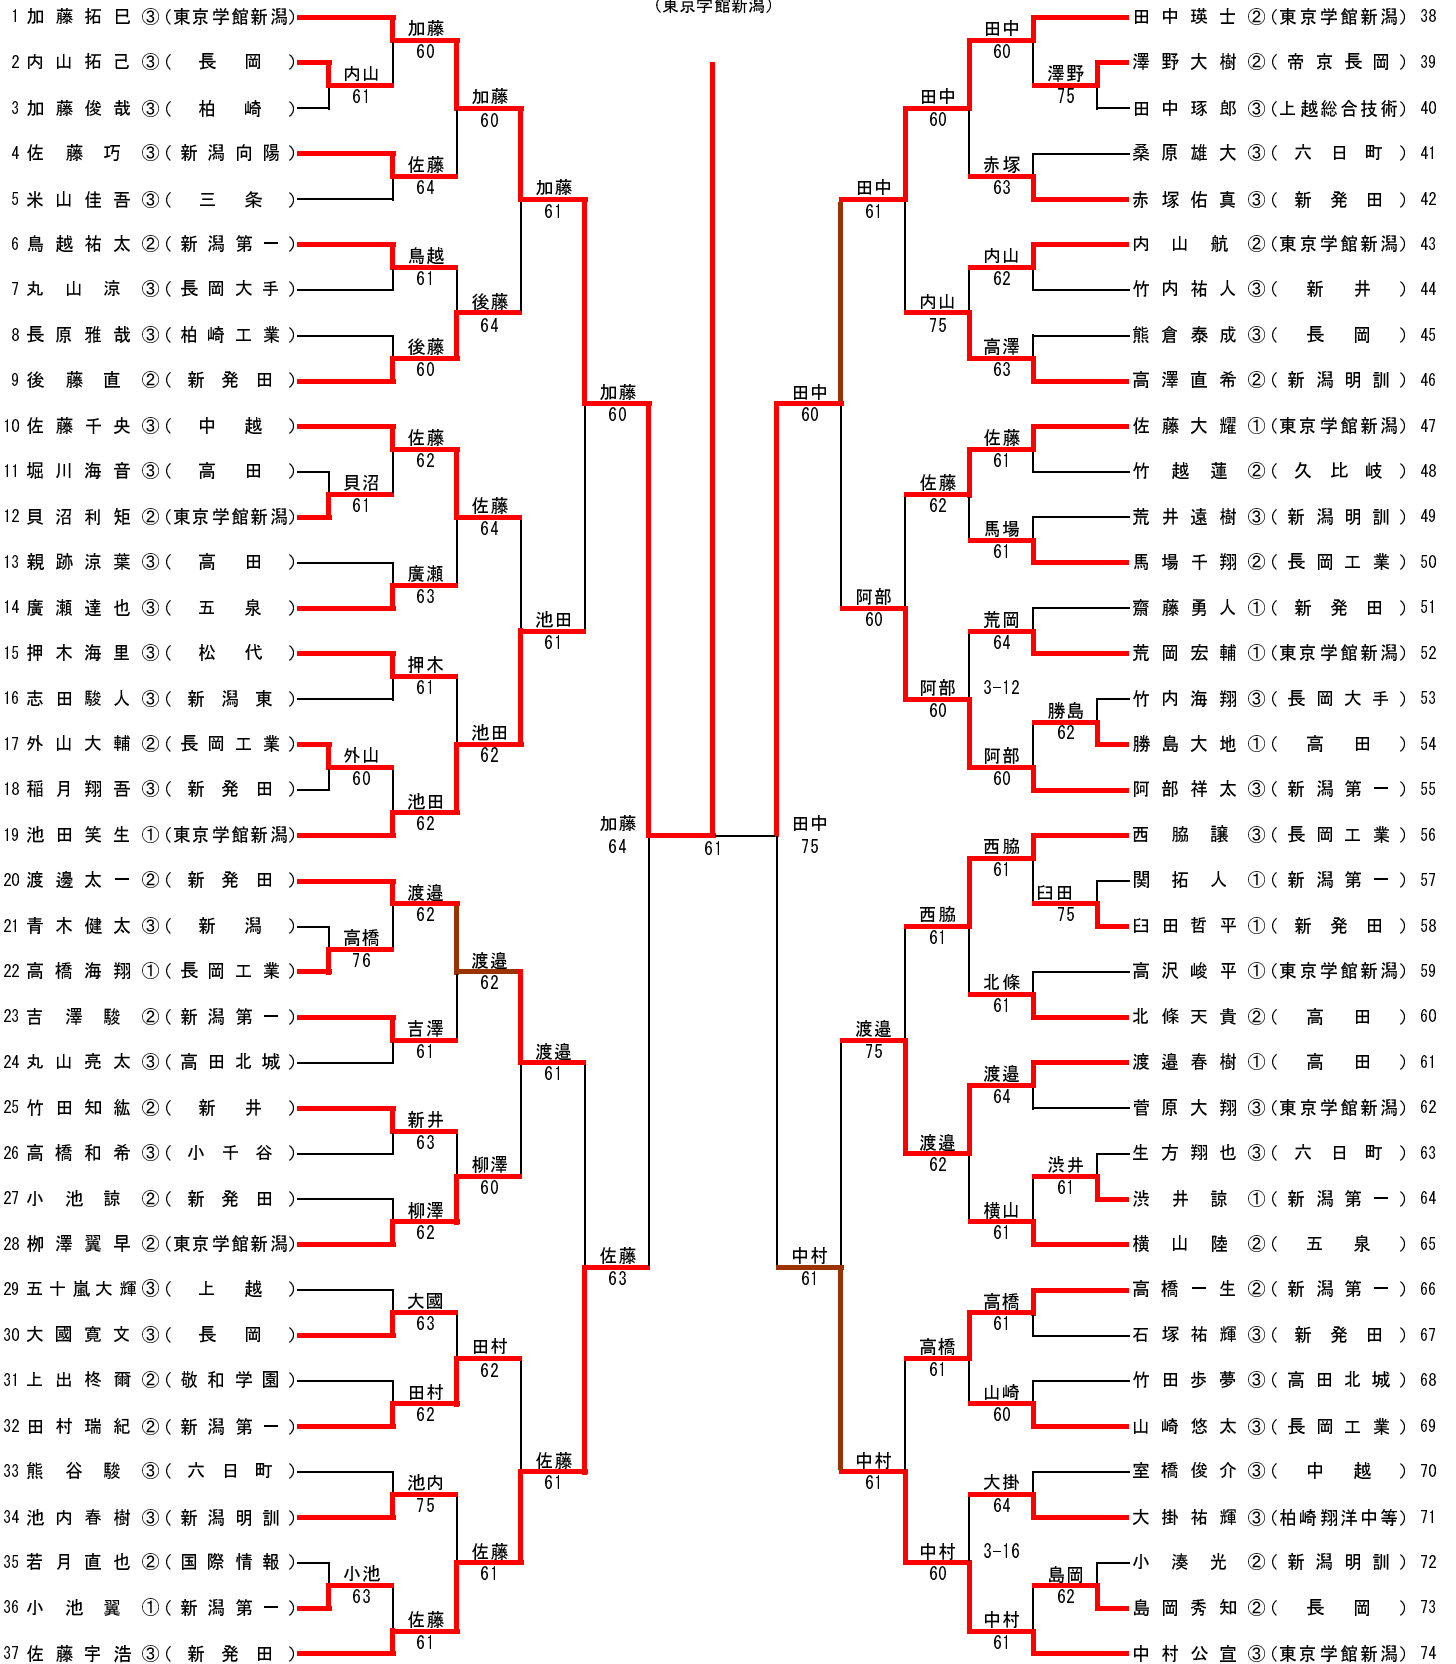 (東京学館新潟)
1 加藤拓巳 ③(東京学館新潟)
2 内山拓己 ③(長岡)
3 加藤俊哉 ③(柏崎)
4 佐藤巧 ③(新潟向陽)
5 米山佳吾 ③(三条)
6 鳥越祐太 ②(新潟第一)
7 丸山涼 ③(長岡大手)
8 長原雅哉 ③(柏崎工業)
9 後藤直 ②(新発田)
10 佐藤千央 ③(中越)
11 堀川海音 ③(高田)
12 貝沼利矩 ②(東京学館新潟)
13 親跡涼葉 ③(高田)
14 廣瀬達也 ③(五泉)
15 押木海里 ③(松代)
16 志田駿人 ③(新潟東)
17 外山大輔 ②(長岡工業)
18 稲月翔吾 ③(新発田)
19 池田笑生 ①(東京学館新潟)
20 渡邊太一 ②(新発田)
21 青木健太 ③(新潟)
22 高橋海翔 ①(長岡工業)
23 吉澤駿 ②(新潟第一)
24 丸山亮太 ③(高田北城)
25 竹田知紘 ②(新井)
26 高橋和希 ③(小千谷)
27 小池諒 ②(新発田)
28 栁澤翼早 ②(東京学館新潟)
29 五十嵐大輝 ③(上越)
30 大國寛文 ③(長岡)
31 上出柊爾 ②(敬和学園)
32 田村瑞紀 ②(新潟第一)
33 熊谷駿 ③(六日町)
34 池内春樹 ③(新潟明訓)
35 若月直也 ②(国際情報)
36 小池翼 ①(新潟第一)
37 佐藤宇浩 ③(新発田)
内山
61
貝沼
61
外山
60
高橋
76
小池
63
加藤
60
佐藤
64
鳥越
61
後藤
60
佐藤
62
廣瀬
63
押木
61
池田
62
渡邉
62
吉澤
61
新井
63
柳澤
62
大國
63
田村
62
池内
75
佐藤
61
加藤
60
後藤
64
佐藤
64
池田
62
渡邉
62
柳澤
60
田村
62
佐藤
61
加藤
61
池田
61
渡邉
61
佐藤
61
加藤
60
佐藤
63
加藤
64
61
田中
75
田中
60
中村
61
田中
61
阿部
60
渡邉
75
中村
61
田中
60
内山
75
佐藤
62
阿部
60
西脇
61
渡邉
62
高橋
61
中村
60
田中
60
赤塚
63
内山
62
高澤
63
佐藤
61
馬場
61
荒岡
64
3-12
阿部
60
西脇
61
北條
61
渡邉
64
横山
61
高橋
61
山崎
60
大掛
64
3-16
中村
61
澤野
75
勝島
62
臼田
75
渋井
61
島岡
62
田中瑛士 ②(東京学館新潟) 38
澤野大樹 ②(帝京長岡) 39
田中琢郎 ③(上越総合技術) 40
桑原雄大 ③(六日町) 41
赤塚佑真 ③(新発田) 42
内山航 ②(東京学館新潟) 43
竹内祐人 ③(新井) 44
熊倉泰成 ③(長岡) 45
高澤直希 ②(新潟明訓) 46
佐藤大耀 ①(東京学館新潟) 47
竹越蓮 ②(久比岐) 48
荒井遠樹 ③(新潟明訓) 49
馬場千翔 ②(長岡工業) 50
齋藤勇人 ①(新発田) 51
荒岡宏輔 ①(東京学館新潟) 52
竹内海翔 ③(長岡大手) 53
勝島大地 ①(高田) 54
阿部祥太 ③(新潟第一) 55
西脇譲 ③(長岡工業) 56
関拓人 ①(新潟第一) 57
臼田哲平 ①(新発田) 58
高沢峻平 ①(東京学館新潟) 59
北條天貴 ②(高田) 60
渡邉春樹 ①(高田) 61
菅原大翔 ③(東京学館新潟) 62
生方翔也 ③(六日町) 63
渋井諒 ①(新潟第一) 64
横山陸 ②(五泉) 65
高橋一生 ②(新潟第一) 66
石塚祐輝 ③(新発田) 67
竹田歩夢 ③(高田北城) 68
山崎悠太 ③(長岡工業) 69
室橋俊介 ③(中越) 70
大掛祐輝 ③(柏崎翔洋中等) 71
小湊光 ②(新潟明訓) 72
島岡秀知 ②(長岡) 73
中村公宣 ③(東京学館新潟) 74